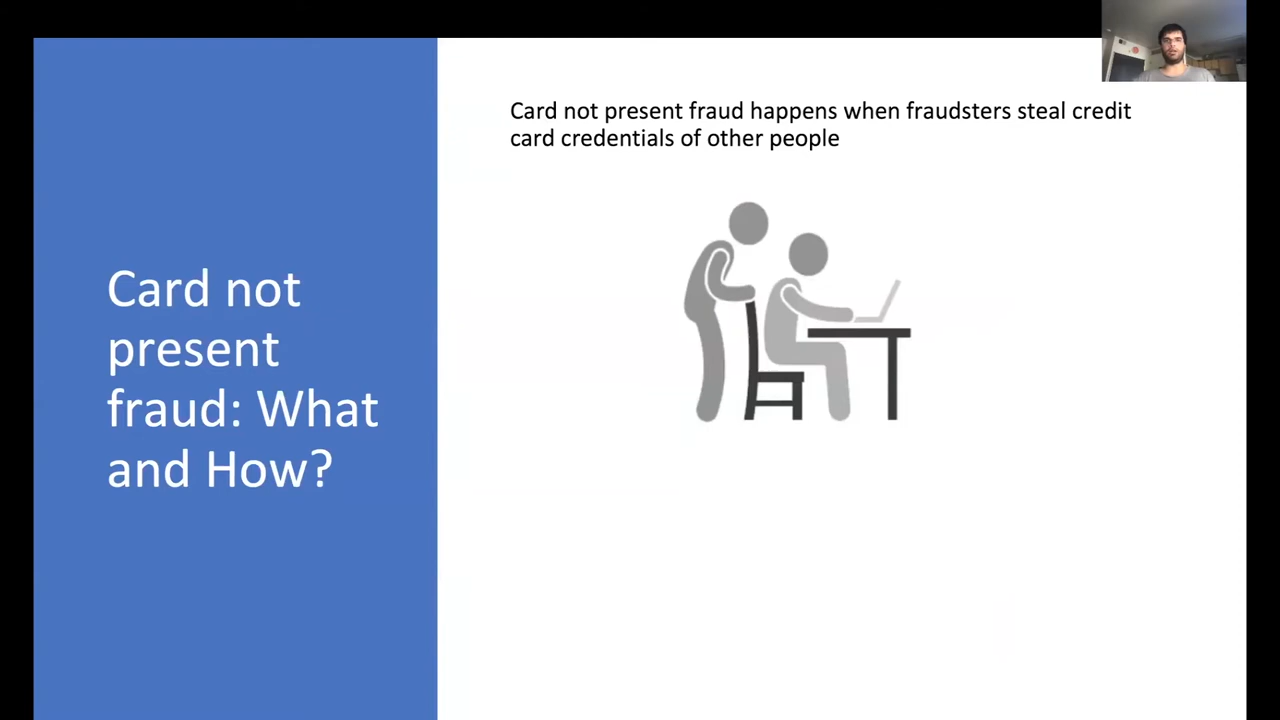 Card not present fraud happens when fraudsters steal credit
card credentials of other people
Card not
present
fraud: What
and How?